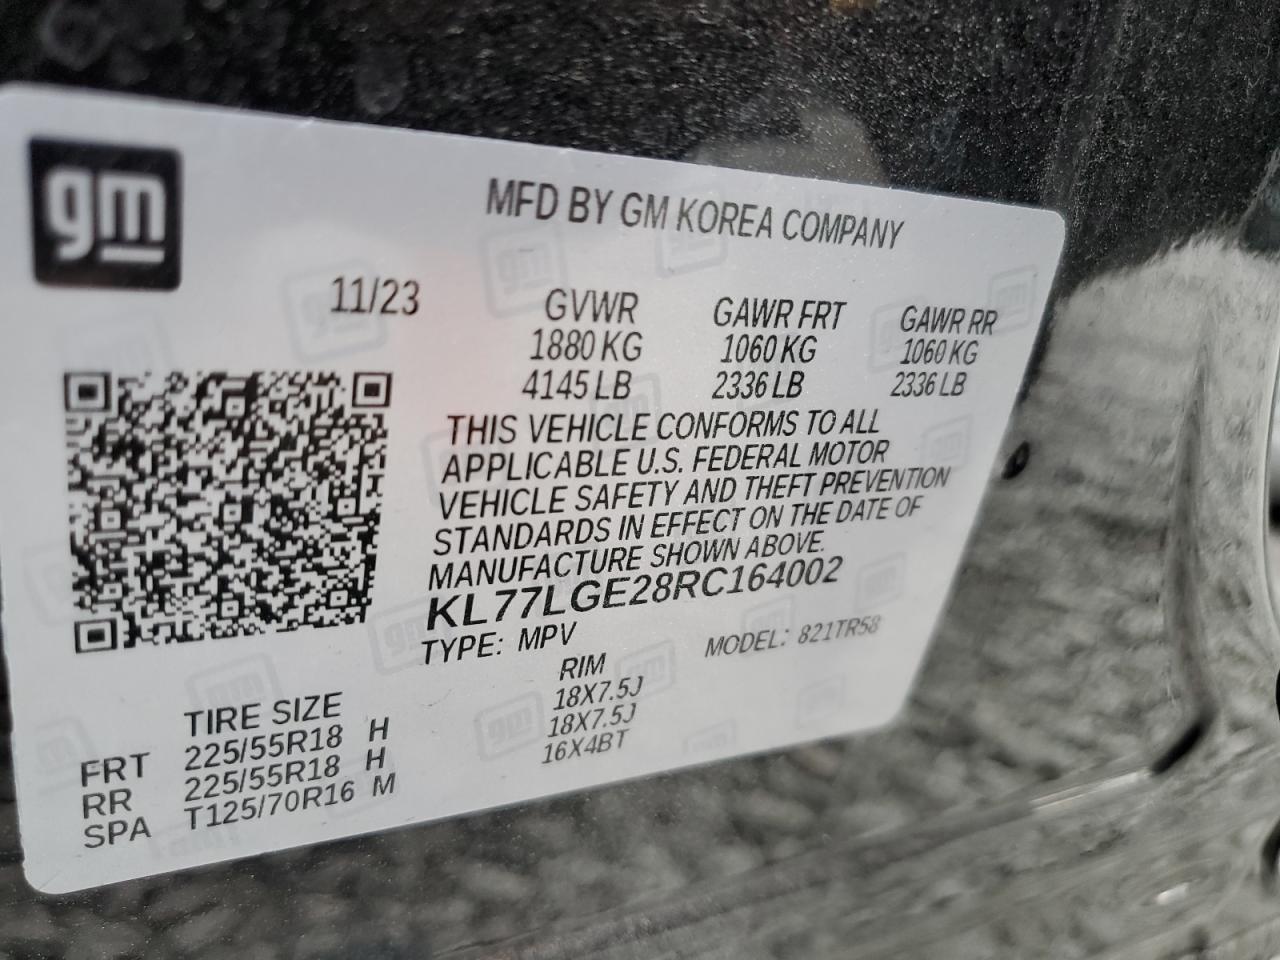 gm
MFD BY GM KOREA COMPANY
11/23 GVWR GAWR FRT GAWR RR
1880 KG 1060 KG 1060 KG
4145 LB 2336 LB 2336 LB
THIS VEHICLE CONFORMS TO ALL
APPLICABLE U.S. FEDERAL MOTOR
VEHICLE SAFETY AND THEFT PREVENTION
STANDARDS IN EFFECT ON THE DATE OF
MANUFACTURE SHOWN ABOVE.
KL77LGE28RC164002
TYPE: MPV MODEL: 821TR58
TIRE SIZE RIM
FRT 225/55R18 H 18X7.5J
RR 225/55R18 H 18X7.5J
SPA T125/70R16 M 16X4BT